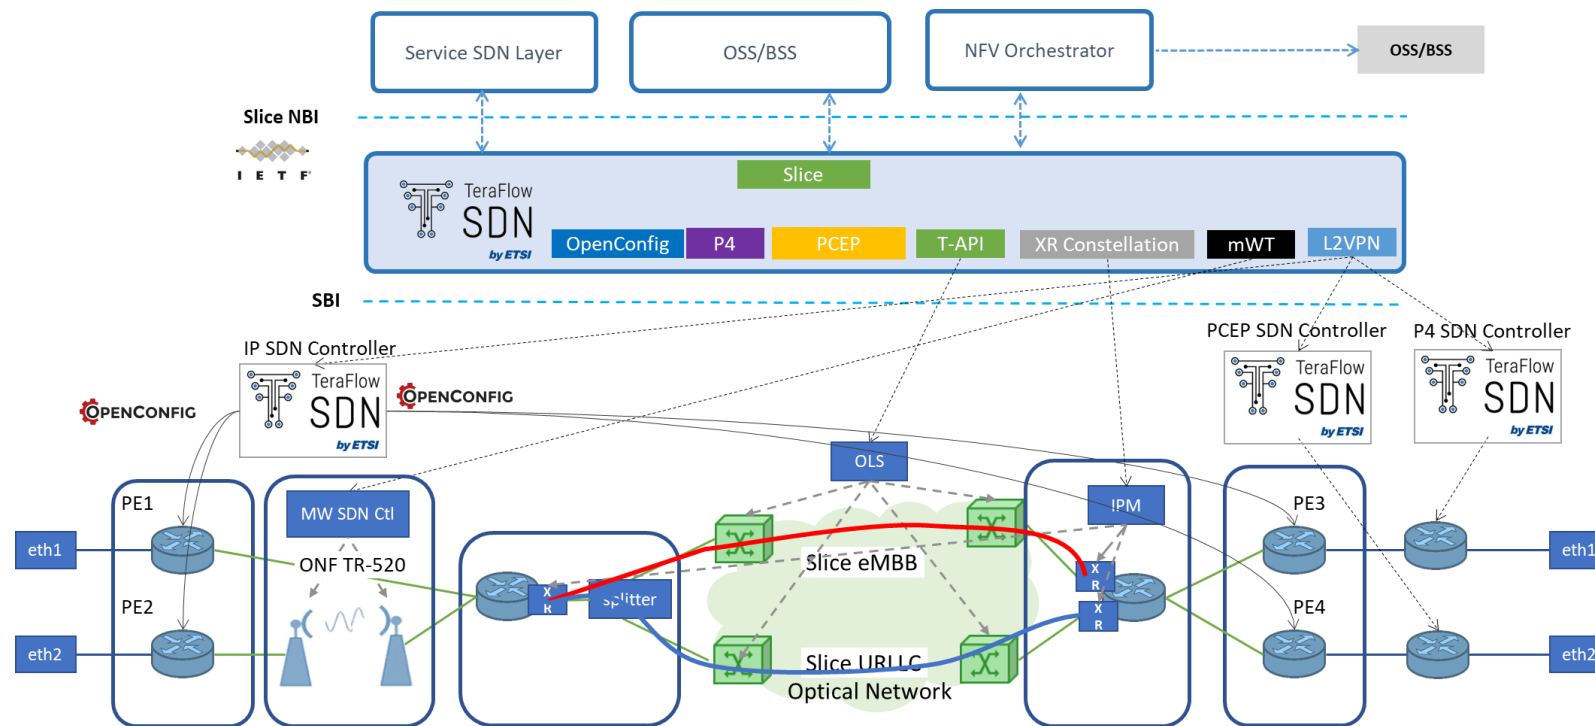 Service SDN Layer
OSS/BSS
NFV Orchestrator
OSS/BSS
Slice NBI
I E T F®
TeraFlow
SDN
by ETSI
Slice
OpenConfig
P4
PCEP
T-API
XR Constellation
mWT
L2VPN
SBI
IP SDN Controller
PCEP SDN Controller
P4 SDN Controller
OPENCONFIG
TeraFlow
SDN
by ETSI
OPENCONFIG
TeraFlow
SDN
by ETSI
TeraFlow
SDN
by ETSI
OLS
PE1
MW SDN Ctl
IPM
PE3
eth1
ONF TR-520
Slice eMBB
eth1
X
R
splitter
X
R
PE2
X
R
PE4
eth2
Slice URLLC
Optical Network
eth2